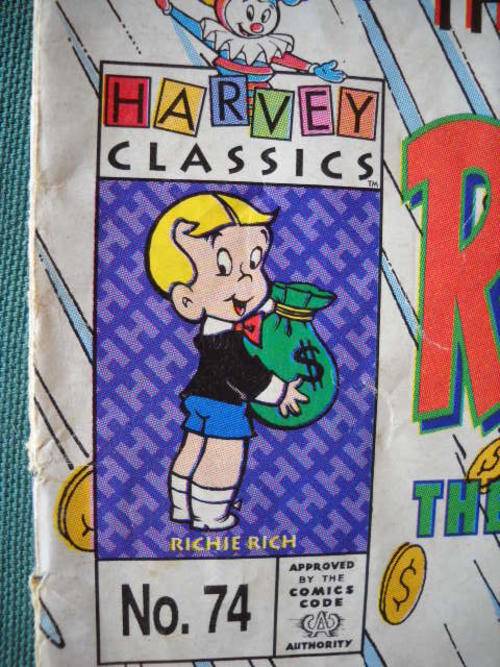 HARVEY
CLASSICS
TM
$
RICHIE RICH
No. 74
APPROVED
BY THE
COMICS
CODE
CA
AUTHORITY
R
THE
$
$